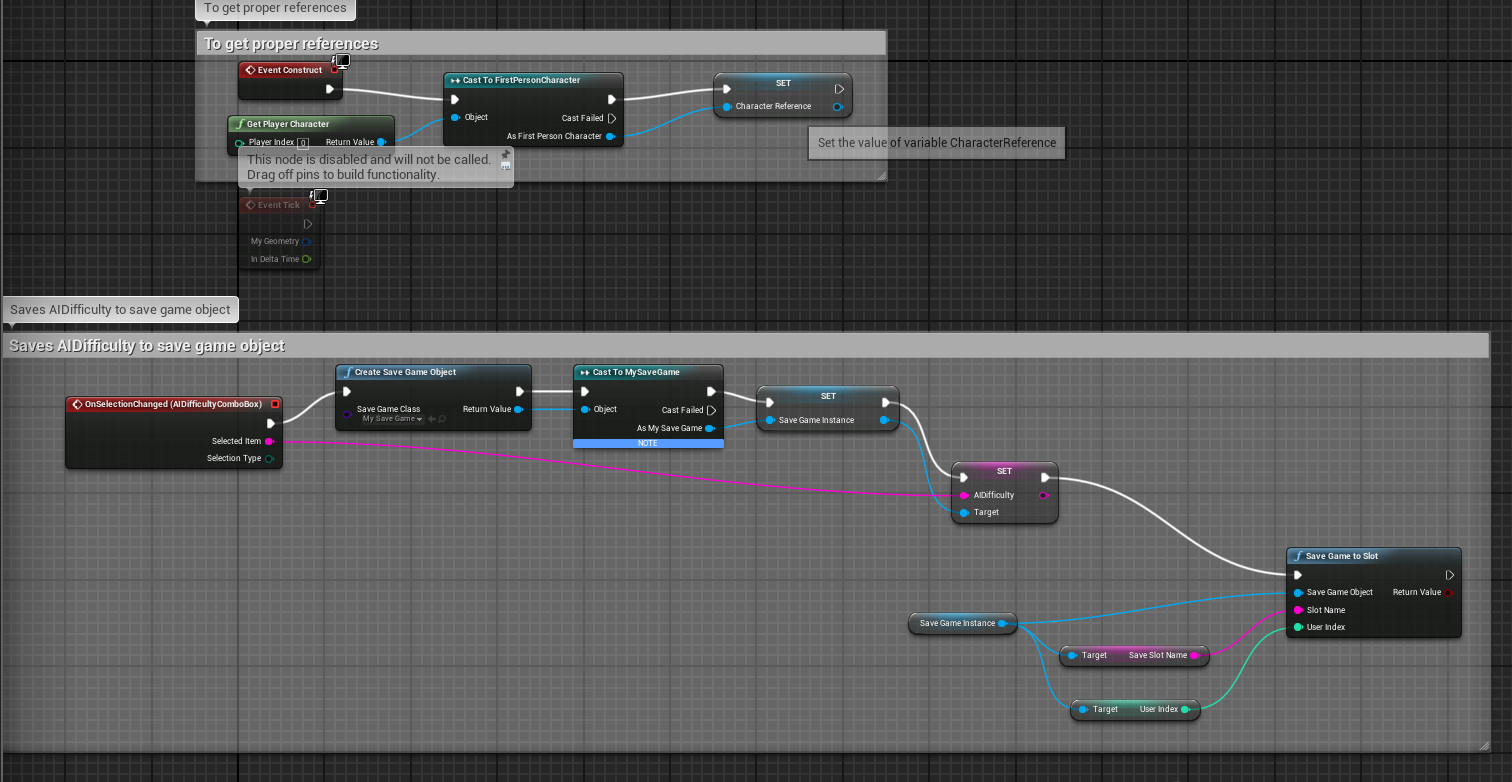 To get proper references
To get proper references
Event Construct
Cast To FirstPersonCharacter
SET
Object
Cast Failed
As First Person Character
Character Reference
Get Player Character
Player Index 0 Return Value
Set the value of variable CharacterReference
This node is disabled and will not be called.
Drag off pins to build functionality.
Event Tick
My Geometry
In Delta Time
Saves AIDifficulty to save game object
Saves AIDifficulty to save game object
OnSelectionChanged (AIDifficultyComboBox)
Selected Item
Selection Type
Create Save Game Object
Save Game Class
My Save Game
Return Value
Cast To MySaveGame
Object
Cast Failed
As My Save Game
NOTE
SET
Save Game Instance
SET
AIDifficulty
Target
Save Game to Slot
Save Game Object Return Value
Slot Name
User Index
Save Game Instance
Target Save Slot Name
Target User Index